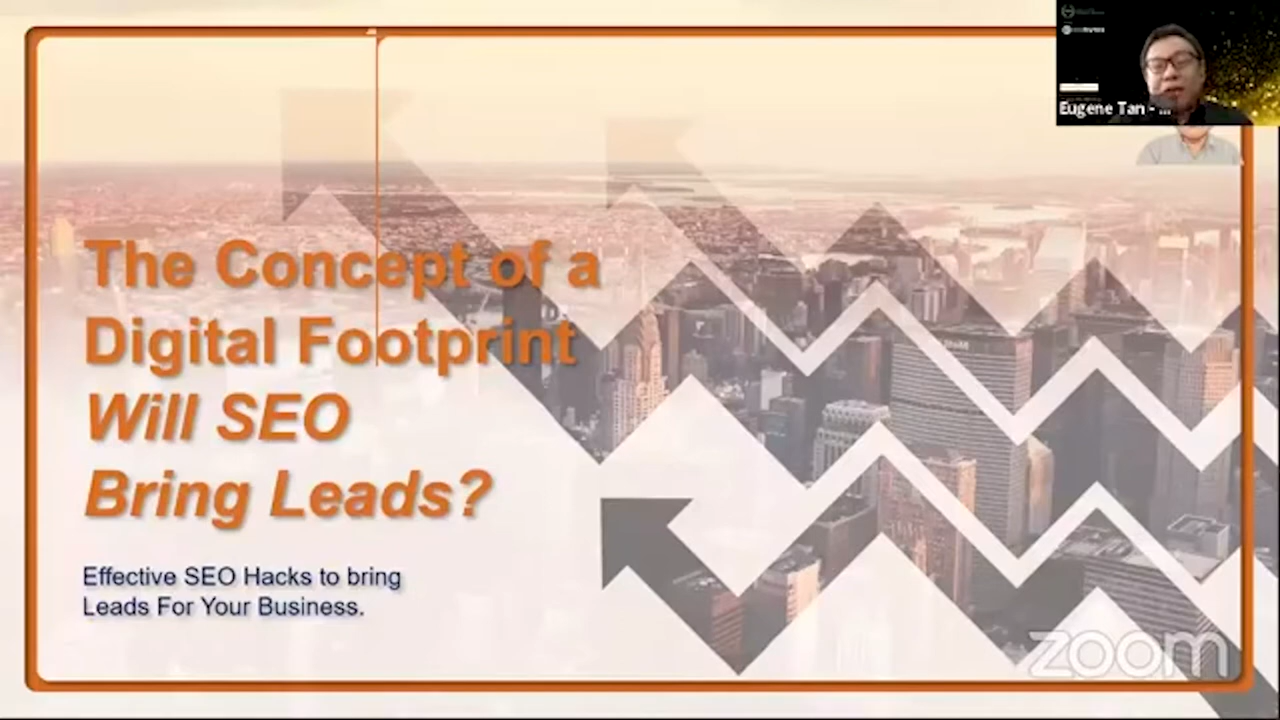 Eugene Tan - ...
The Concept of a
Digital Footprint
Will SEO
Bring Leads?
Effective SEO Hacks to bring
Leads For Your Business.
zoom